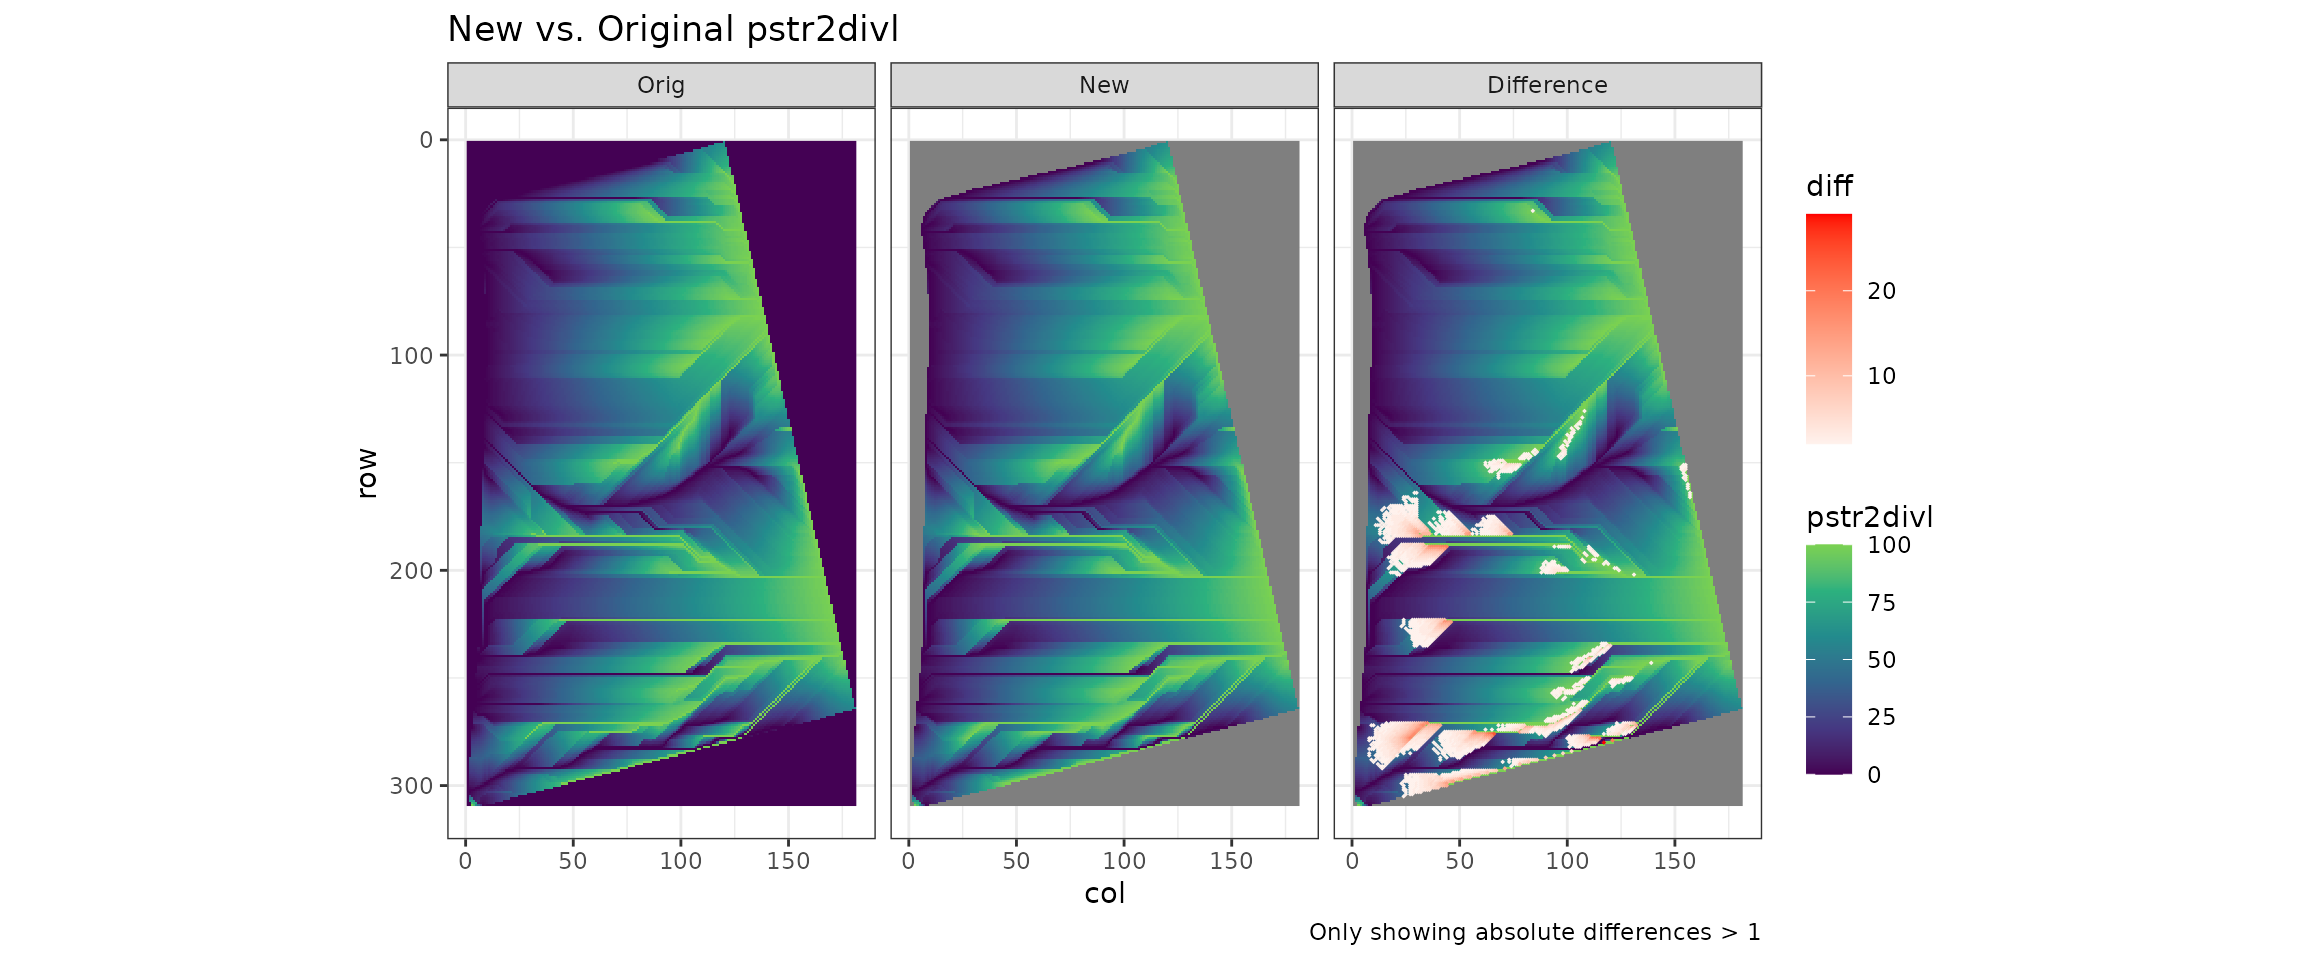 New vs. Original pstr2divl
Orig
New
Difference
0
100
200
300
row
0 50 100 150
0 50 100 150
0 50 100 150
col
diff
20
10
pstr2divl
100
75
50
25
0
Only showing absolute differences > 1